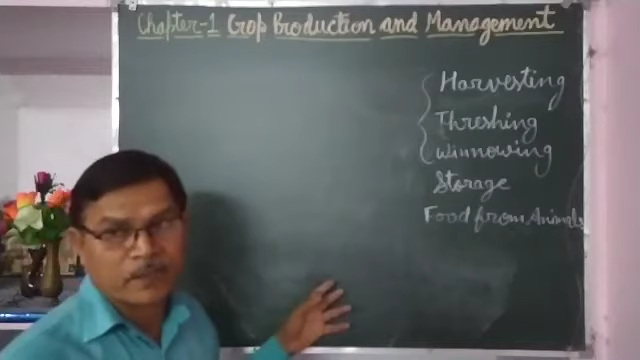 Chapter-1 Crop Production and Management
Harvesting
Threshing
Winnowing
Storage
Food from Animals